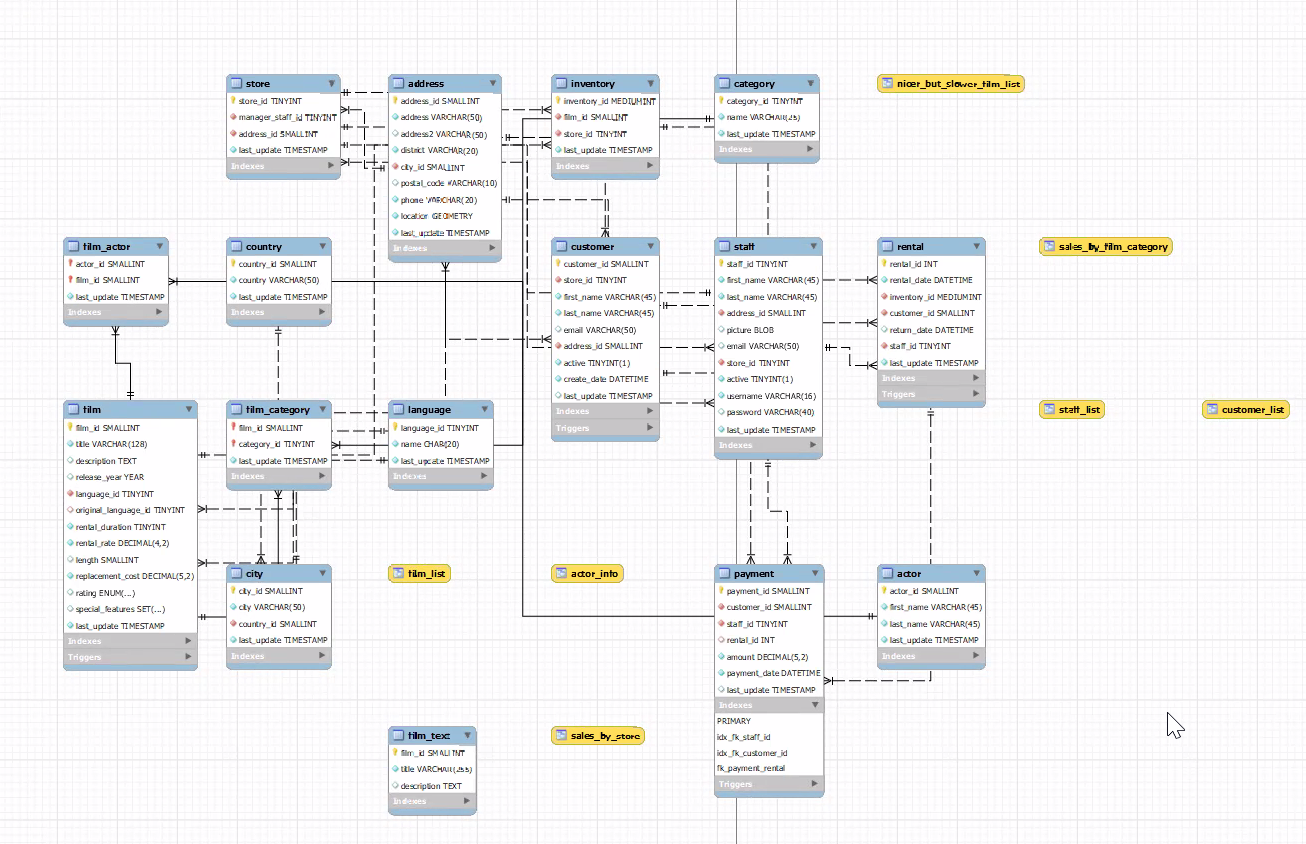 store
store_id TINYINT
manager_staff_id TINYINT
address_id SMALLINT
last_update TIMESTAMP
Indexes
address
address_id SMALLINT
address VARCHAR(50)
address2 VARCHAR(50)
district VARCHAR(20)
city_id SMALLINT
postal_code VARCHAR(10)
phone VARCHAR(20)
location GEOMETRY
last_update TIMESTAMP
Indexes
inventory
inventory_id MEDIUMINT
film_id SMALLINT
store_id TINYINT
last_update TIMESTAMP
Indexes
category
category_id TINYINT
name VARCHAR(25)
last_update TIMESTAMP
Indexes
nicer_but_slower_film_list
film_actor
actor_id SMALLINT
film_id SMALLINT
last_update TIMESTAMP
Indexes
country
country_id SMALLINT
country VARCHAR(50)
last_update TIMESTAMP
Indexes
customer
customer_id SMALLINT
store_id TINYINT
first_name VARCHAR(45)
last_name VARCHAR(45)
email VARCHAR(50)
address_id SMALLINT
active TINYINT(1)
create_date DATETIME
last_update TIMESTAMP
Indexes
Triggers
staff
staff_id TINYINT
first_name VARCHAR(45)
last_name VARCHAR(45)
address_id SMALLINT
picture BLOB
email VARCHAR(50)
store_id TINYINT
active TINYINT(1)
username VARCHAR(16)
password VARCHAR(40)
last_update TIMESTAMP
Indexes
rental
rental_id INT
rental_date DATETIME
inventory_id MEDIUMINT
customer_id SMALLINT
return_date DATETIME
staff_id TINYINT
last_update TIMESTAMP
Indexes
Triggers
sales_by_film_category
film
film_id SMALLINT
title VARCHAR(128)
description TEXT
release_year YEAR
language_id TINYINT
original_language_id TINYINT
rental_duration TINYINT
rental_rate DECIMAL(4,2)
length SMALLINT
replacement_cost DECIMAL(5,2)
rating ENUM(...)
special_features SET(...)
last_update TIMESTAMP
Indexes
Triggers
film_category
film_id SMALLINT
category_id TINYINT
last_update TIMESTAMP
Indexes
language
language_id TINYINT
name CHAR(20)
last_update TIMESTAMP
Indexes
staff_list
customer_list
city
city_id SMALLINT
city VARCHAR(50)
country_id SMALLINT
last_update TIMESTAMP
Indexes
film_list
actor_info
payment
payment_id SMALLINT
customer_id SMALLINT
staff_id TINYINT
rental_id INT
amount DECIMAL(5,2)
payment_date DATETIME
last_update TIMESTAMP
Indexes
PRIMARY
idx_fk_staff_id
idx_fk_customer_id
fk_payment_rental
Triggers
actor
actor_id SMALLINT
first_name VARCHAR(45)
last_name VARCHAR(45)
last_update TIMESTAMP
Indexes
film_text
film_id SMALLINT
title VARCHAR(255)
description TEXT
Indexes
sales_by_store